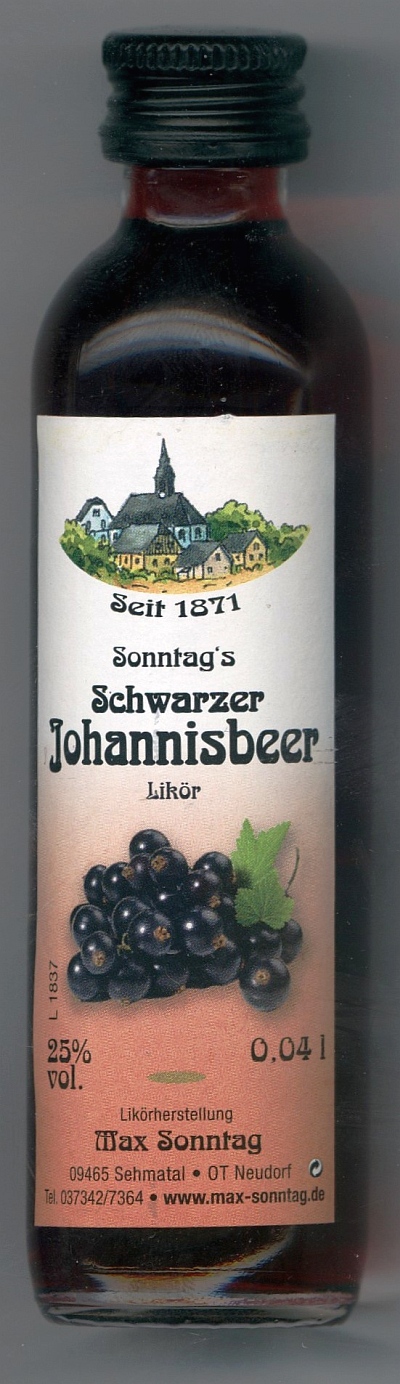 Seit 1871
Sonntag's
Schwarzer
Johannisbeer
Likör
L 1837
25%
vol.
0,04 l
Likörherstellung
Max Sonntag
09465 Sehmatal • OT Neudorf
Tel. 037342/7364 • www.max-sonntag.de